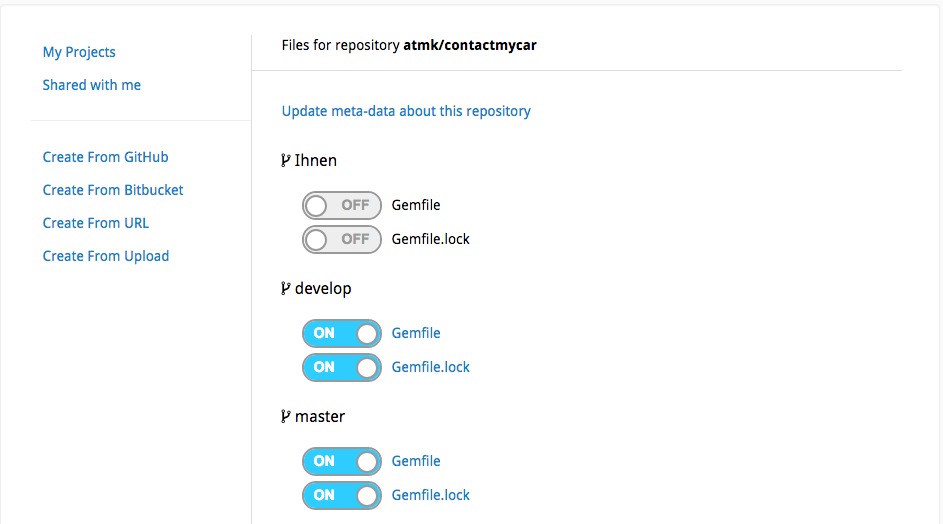 My Projects
Shared with me
Create From GitHub
Create From Bitbucket
Create From URL
Create From Upload
Files for repository atmk/contactmycar
Update meta-data about this repository
Ihnen
OFF Gemfile
OFF Gemfile.lock
develop
ON Gemfile
ON Gemfile.lock
master
ON Gemfile
ON Gemfile.lock